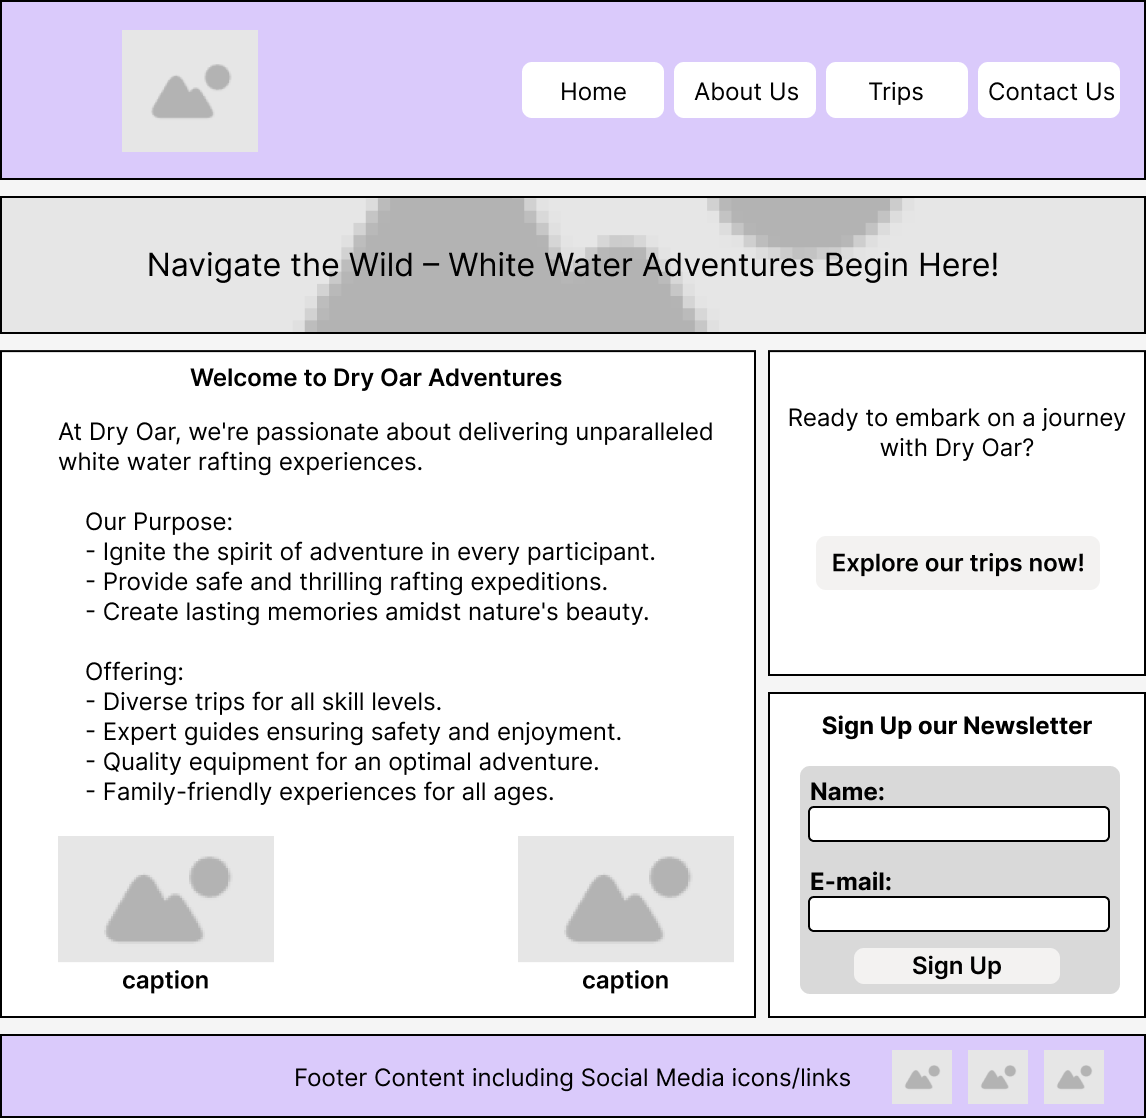 Home
About Us
Trips
Contact Us
Navigate the Wild – White Water Adventures Begin Here!
Welcome to Dry Oar Adventures
At Dry Oar, we're passionate about delivering unparalleled
white water rafting experiences.
Our Purpose:
- Ignite the spirit of adventure in every participant.
- Provide safe and thrilling rafting expeditions.
- Create lasting memories amidst nature's beauty.
Offering:
- Diverse trips for all skill levels.
- Expert guides ensuring safety and enjoyment.
- Quality equipment for an optimal adventure.
- Family-friendly experiences for all ages.
caption
caption
Ready to embark on a journey
with Dry Oar?
Explore our trips now!
Sign Up our Newsletter
Name:
E-mail:
Sign Up
Footer Content including Social Media icons/links